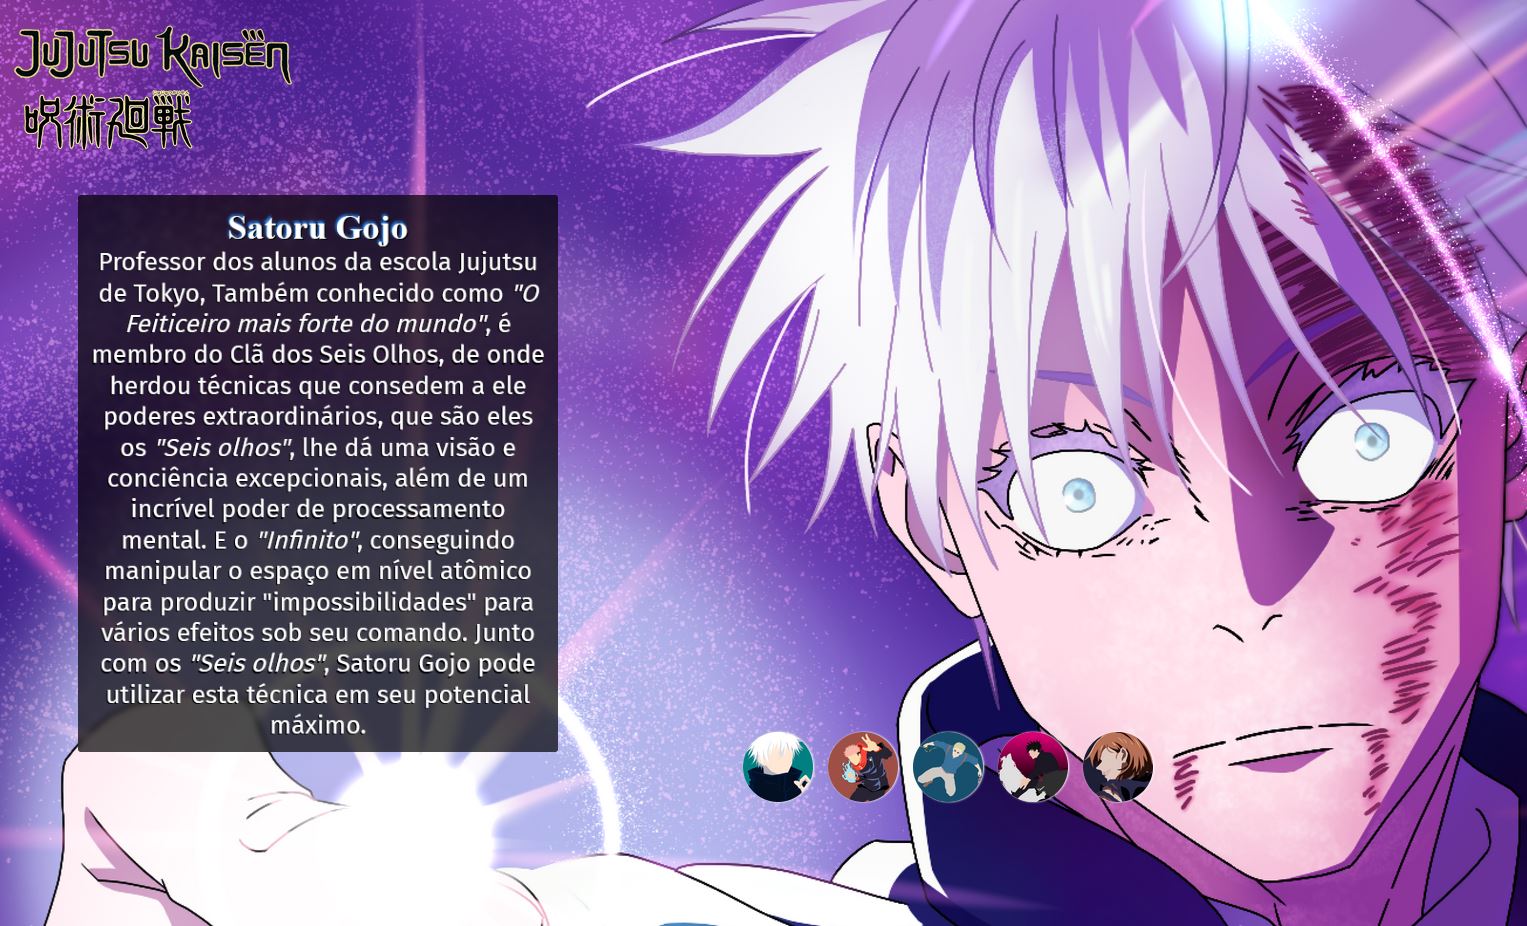 JUJUTSU KAISEN
呪術廻戦
Satoru Gojo
Professor dos alunos da escola Jujutsu
de Tokyo, Também conhecido como "O
Feiticeiro mais forte do mundo", é
membro do Clã dos Seis Olhos, de onde
herdou técnicas que consedem a ele
poderes extraordinários, que são eles
os "Seis olhos", lhe dá uma visão e
conciência excepcionais, além de um
incrível poder de processamento
mental. E o "Infinito", conseguindo
manipular o espaço em nível atômico
para produzir "impossibilidades" para
vários efeitos sob seu comando. Junto
com os "Seis olhos", Satoru Gojo pode
utilizar esta técnica em seu potencial
máximo.